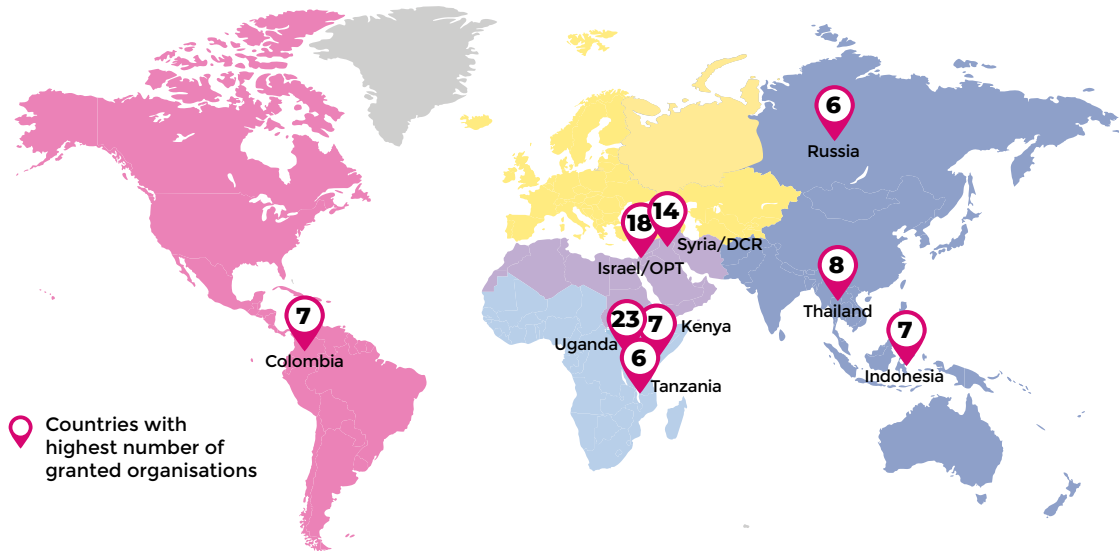 6
Russia
14
18
Syria/DCR
Israel/OPT
8
Thailand
7
Colombia
23
7
Kenya
Uganda
6
Tanzania
7
Indonesia
Countries with
highest number of
granted organisations